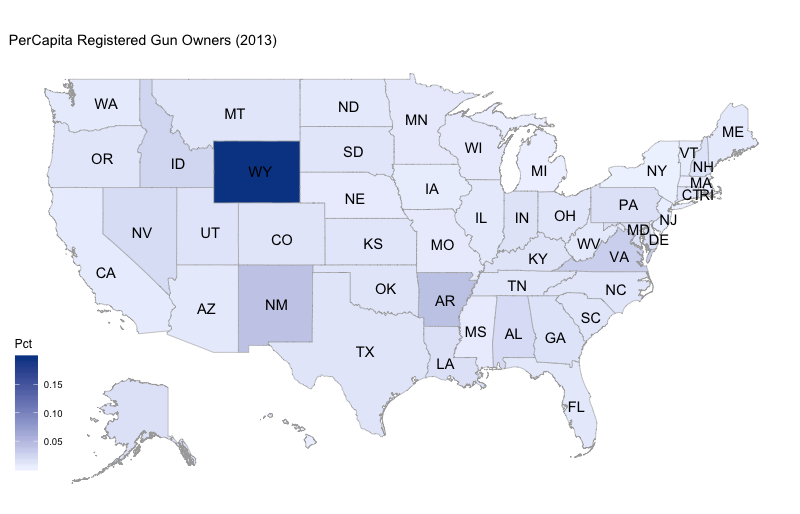 PerCapita Registered Gun Owners (2013)
WA
MT
ND
MN
ME
OR
ID
WY
SD
WI
MI
VT
NH
NY
MA
CT
RI
NE
IA
PA
NJ
NV
UT
CO
IL
IN
OH
MD
DE
KS
MO
WV
VA
KY
CA
AZ
NM
OK
AR
TN
NC
SC
MS
AL
GA
TX
LA
FL
Pct
0.15
0.10
0.05